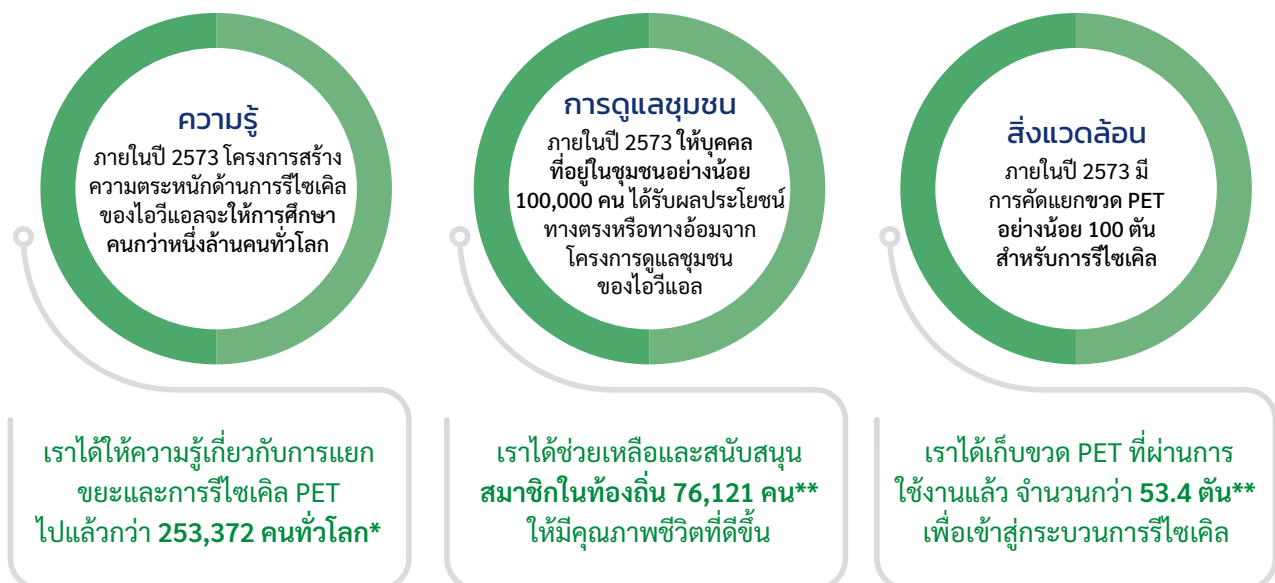 ความรู้
ภายในปี 2573 โครงการสร้าง
ความตระหนักด้านการรีไซเคิล
ของไอวีแอลจะให้การศึกษา
คนกว่าหนึ่งล้านคนทั่วโลก
เราได้ให้ความรู้เกี่ยวกับการแยก
ขยะและการรีไซเคิล PET
ไปแล้วกว่า 253,372 คนทั่วโลก*
การดูแลชุมชน
ภายในปี 2573 ให้บุคคล
ที่อยู่ในชุมชนอย่างน้อย
100,000 คน ได้รับผลประโยชน์
ทางตรงหรือทางอ้อมจาก
โครงการดูแลชุมชน
ของไอวีแอล
เราได้ช่วยเหลือและสนับสนุน
สมาชิกในท้องถิ่น 76,121 คน**
ให้มีคุณภาพชีวิตที่ดีขึ้น
สิ่งแวดล้อน
ภายในปี 2573 มี
การคัดแยกขวด PET
อย่างน้อย 100 ตัน
สำหรับการรีไซเคิล
เราได้เก็บขวด PET ที่ผ่านการ
ใช้งานแล้ว จำนวนกว่า 53.4 ตัน**
เพื่อเข้าสู่กระบวนการรีไซเคิล